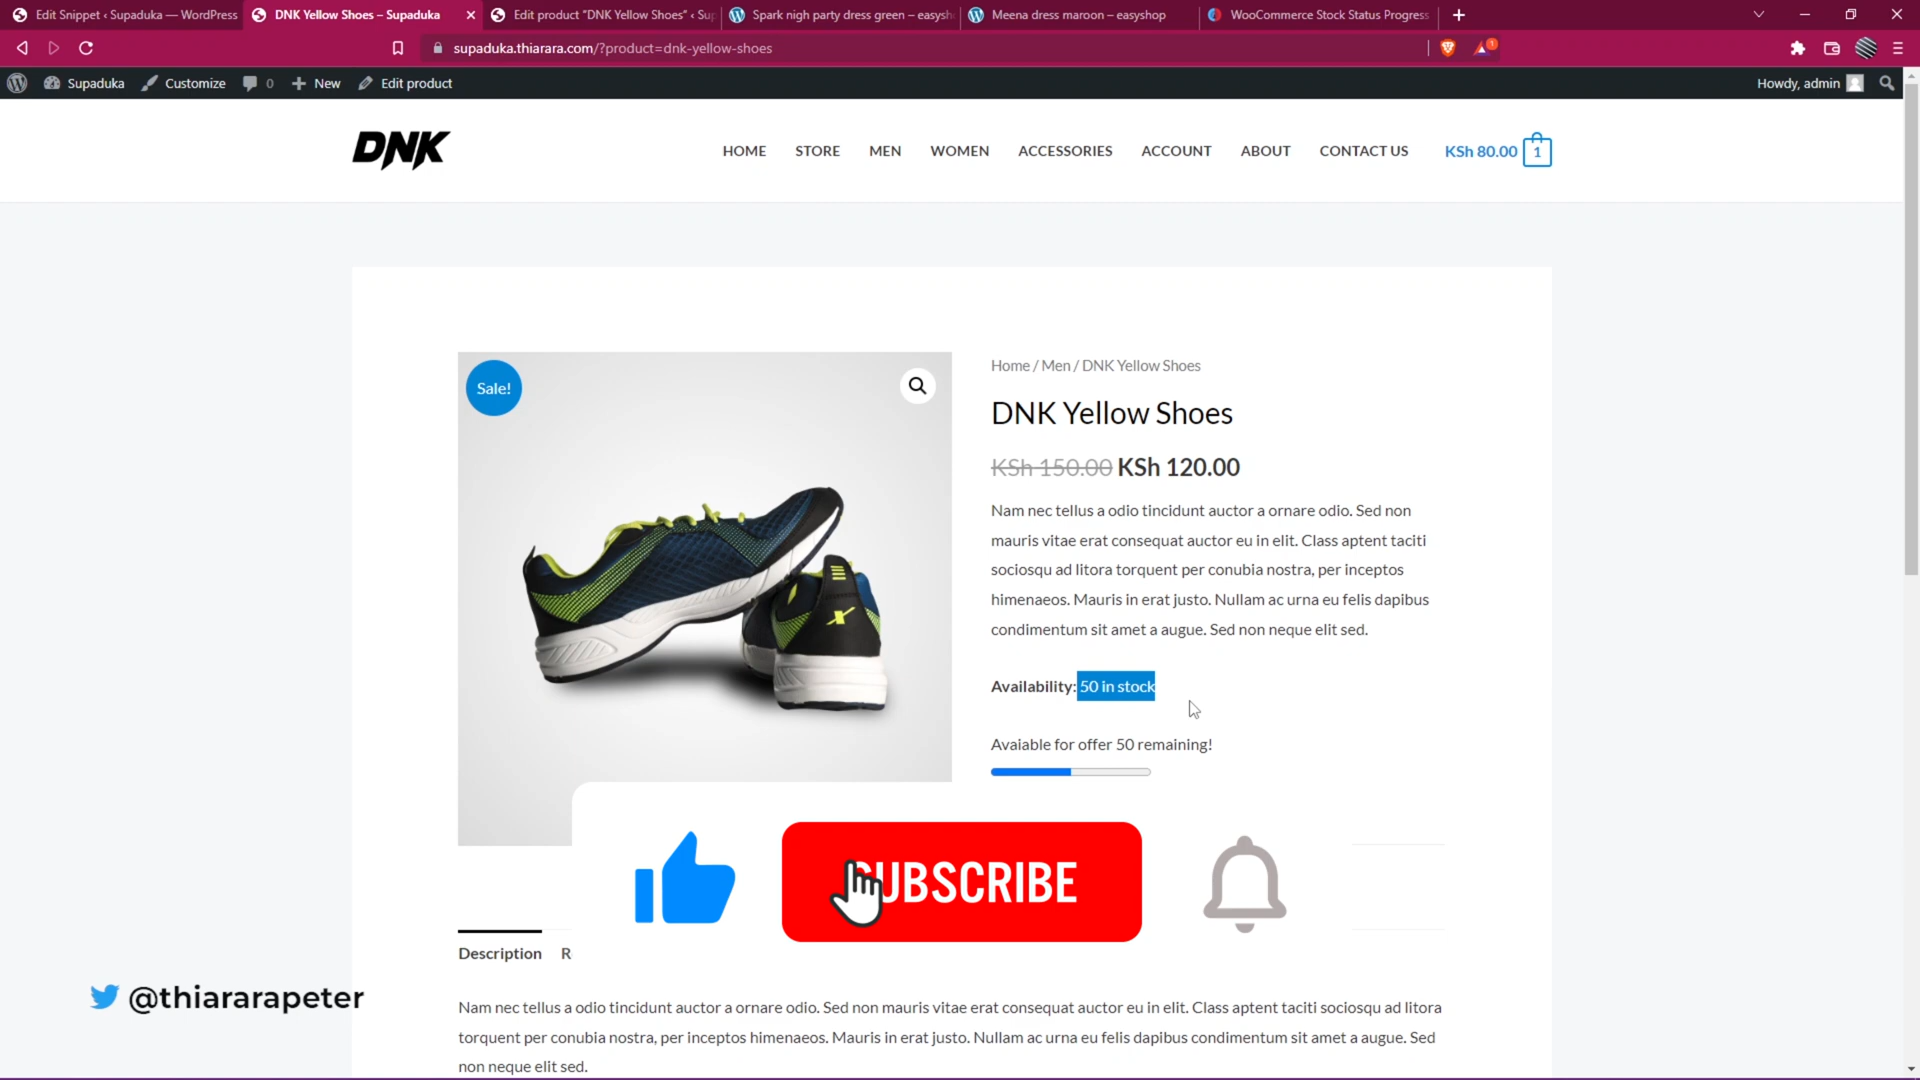 Edit Snippet ‹ Supaduka — WordPress
DNK Yellow Shoes – Supaduka
Edit product "DNK Yellow Shoes" ‹ Sup
Spark nigh party dress green – easysh
Meena dress maroon – easyshop
WooCommerce Stock Status Progress
supaduka.thiarara.com/?product=dnk-yellow-shoes
1
Supaduka
Customize
0
New
Edit product
Howdy, admin
DNK
HOME
STORE
MEN
WOMEN
ACCESSORIES
ACCOUNT
ABOUT
CONTACT US
KSh 80.00
1
Sale!
Home / Men / DNK Yellow Shoes
DNK Yellow Shoes
KSh 150.00 KSh 120.00
Nam nec tellus a odio tincidunt auctor a ornare odio. Sed non
mauris vitae erat consequat auctor eu in elit. Class aptent taciti
sociosqu ad litora torquent per conubia nostra, per inceptos
himenaeos. Mauris in erat justo. Nullam ac urna eu felis dapibus
condimentum sit amet a augue. Sed non neque elit sed.
Availability: 50 in stock
Avaiable for offer 50 remaining!
SUBSCRIBE
Description
R
@thiararapeter
Nam nec tellus a odio tincidunt auctor a ornare odio. Sed non mauris vitae erat consequat auctor eu in elit. Class aptent taciti sociosqu ad litora
torquent per conubia nostra, per inceptos himenaeos. Mauris in erat justo. Nullam ac urna eu felis dapibus condimentum sit amet a augue. Sed
non neque elit sed.